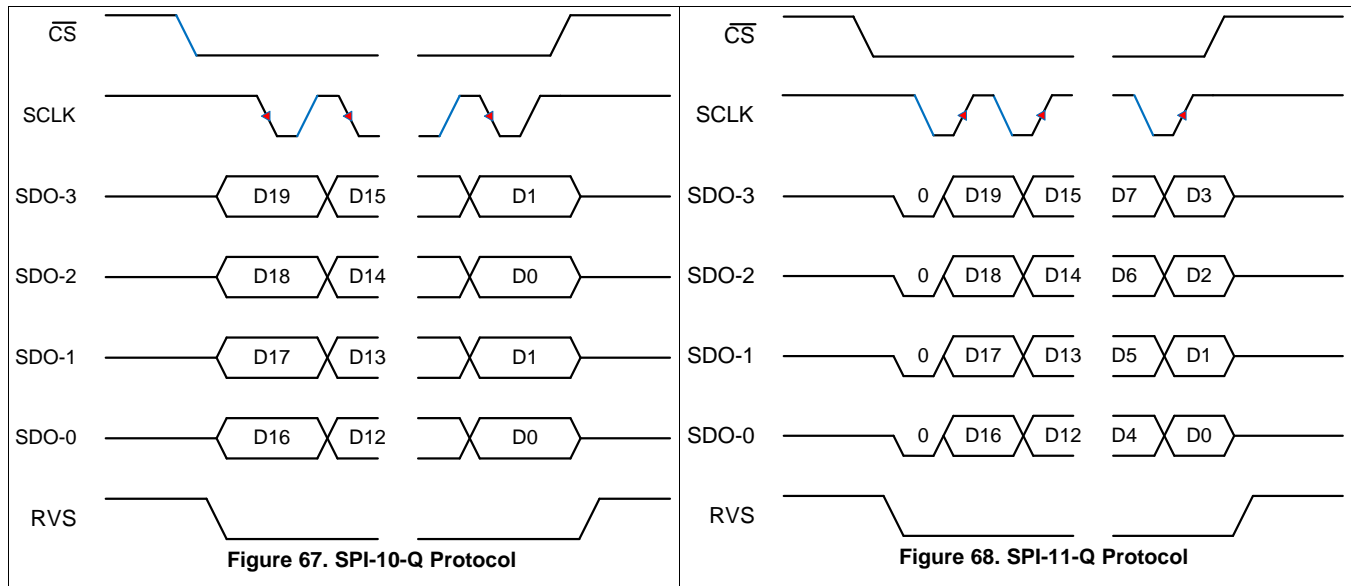 CS
SCLK
SDO-3 D19 D15 D1
SDO-2 D18 D14 D0
SDO-1 D17 D13 D1
SDO-0 D16 D12 D0
RVS
Figure 67. SPI-10-Q Protocol
CS
SCLK
SDO-3 0 D19 D15 D7 D3
SDO-2 0 D18 D14 D6 D2
SDO-1 0 D17 D13 D5 D1
SDO-0 0 D16 D12 D4 D0
RVS
Figure 68. SPI-11-Q Protocol